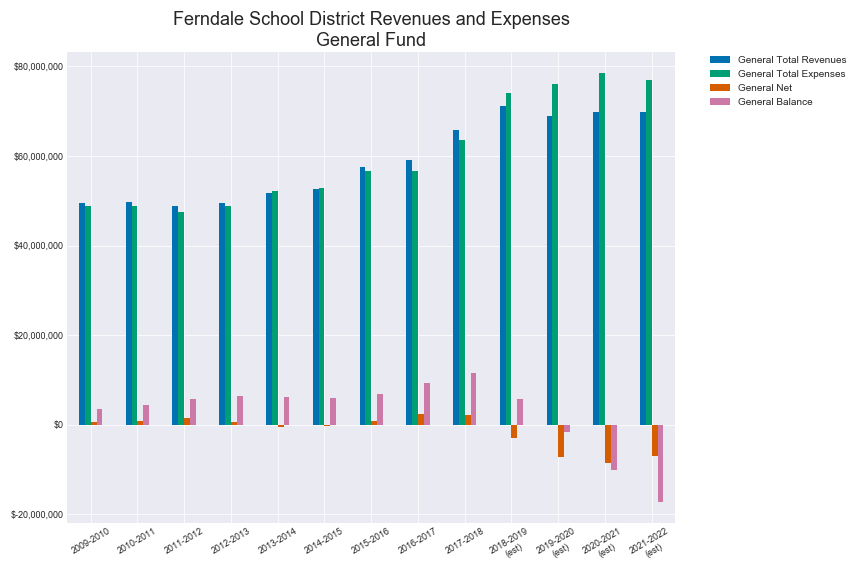 Ferndale School District Revenues and Expenses
General Fund
General Total Revenues
General Total Expenses
General Net
General Balance
$80,000,000
$60,000,000
$40,000,000
$20,000,000
$0
$-20,000,000
2009-2010
2010-2011
2011-2012
2012-2013
2013-2014
2014-2015
2015-2016
2016-2017
2017-2018
2018-2019
(est)
2019-2020
(est)
2020-2021
(est)
2021-2022
(est)